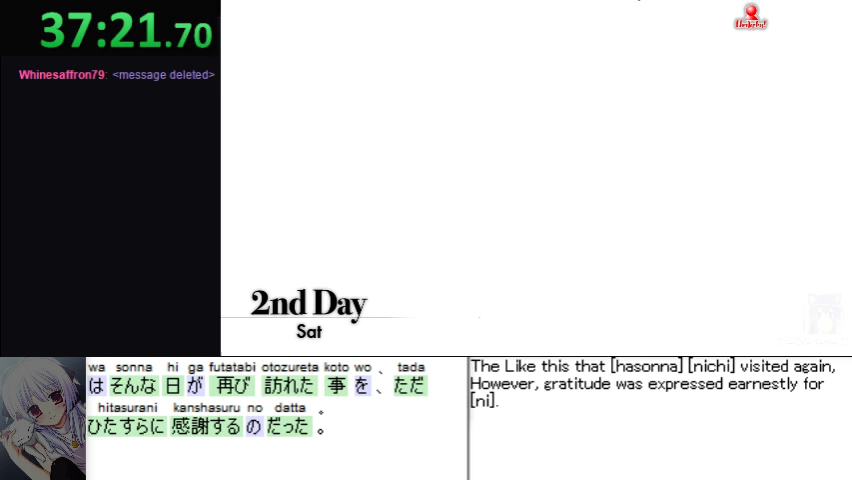 37:21.70
Whinesaffron79: <message deleted>
2nd Day
Sat
wa sonna hi ga futatabi otozureta koto wo 、 tada
はそんな日が再び訪れた事を、ただ
hitasurani kanshasuru no datta 。
ひたすらに感謝するのだった。
The Like this that [hasonna] [nichi] visited again,
However, gratitude was expressed earnestly for
[ni].